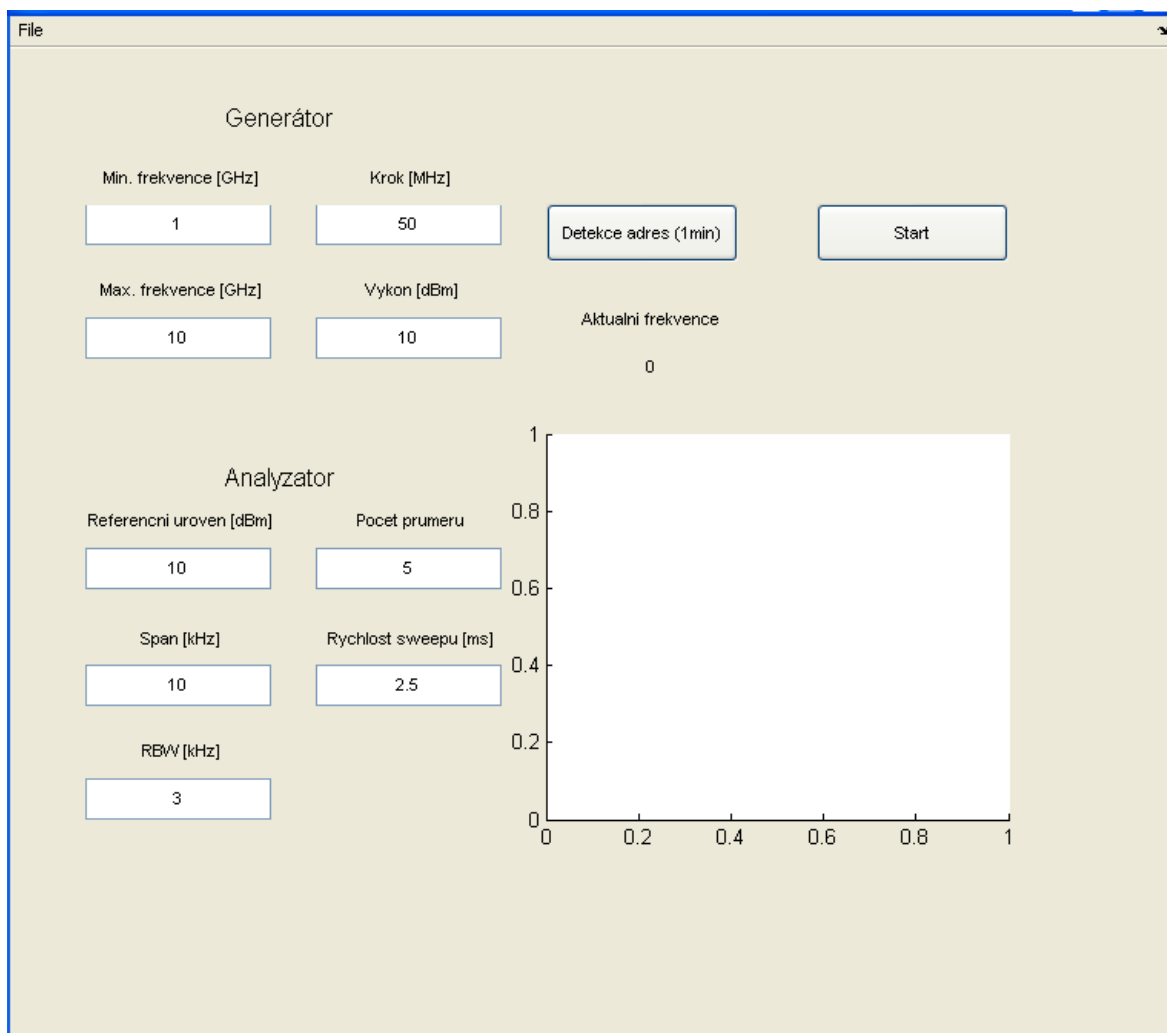 File
Generátor
Min. frekvence [GHz]
Krok [MHz]
1
50
Detekce adres (1min)
Start
Max. frekvence [GHz]
Vykon [dBm]
10
10
Aktualni frekvence
0
Analyzator
Referencni uroven [dBm]
Pocet prumeru
10
5
Span [kHz]
Rychlost sweepu [ms]
10
2.5
RBW [kHz]
3
1
0.8
0.6
0.4
0.2
0
0
0.2
0.4
0.6
0.8
1